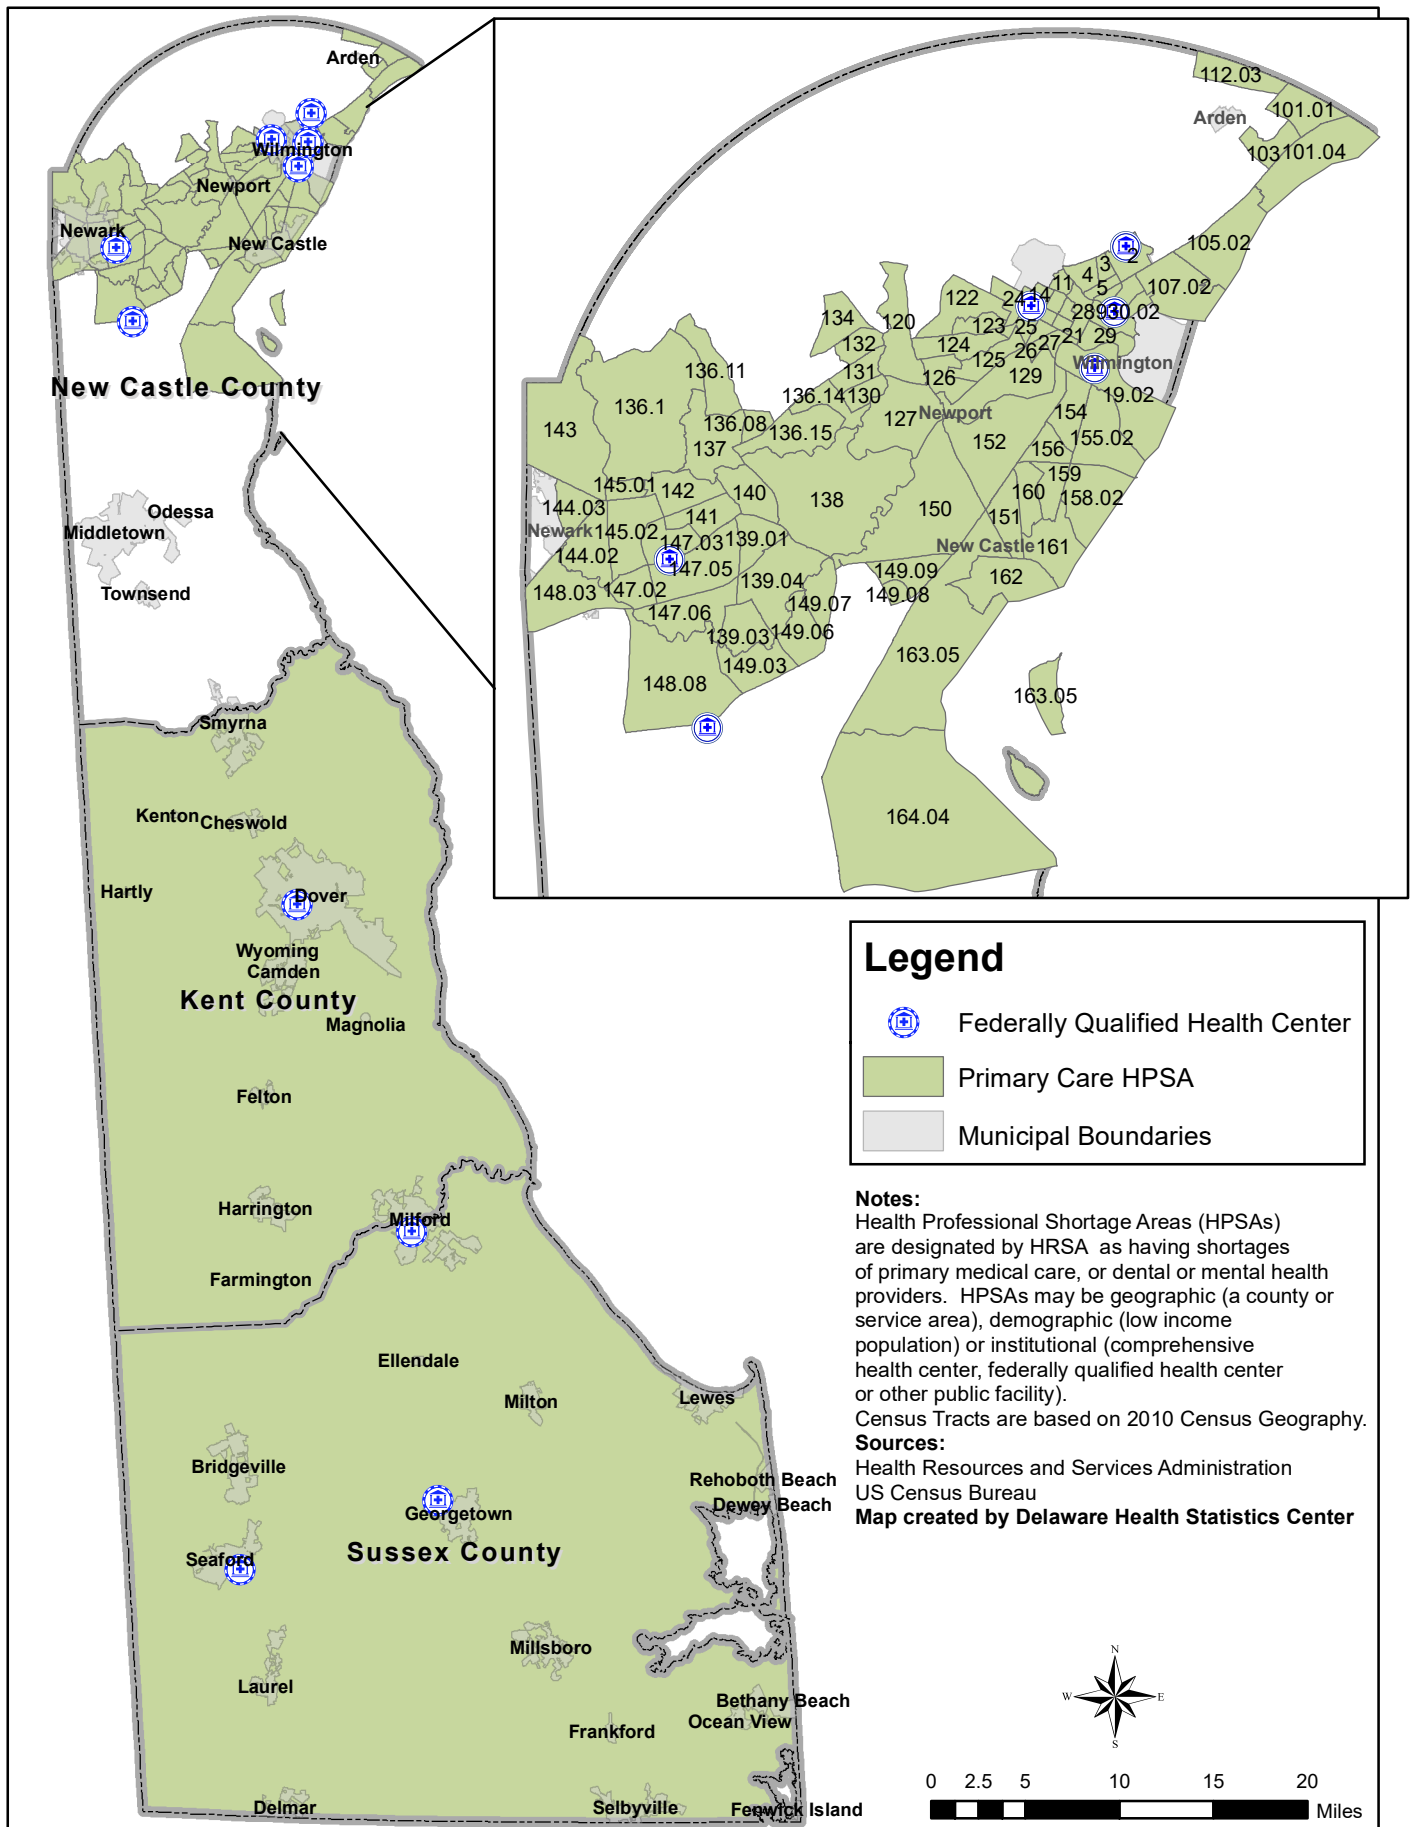 Arden
Wilmington
Newport
Newark
New Castle
New Castle County
Odessa
Middletown
Townsend
Smyrna
Kenton
Cheswold
Hartly
Dover
Wyoming
Camden
Kent County
Magnolia
Felton
Harrington
Milford
Farmington
Ellendale
Milton
Lewes
Bridgeville
Rehoboth Beach
Dewey Beach
Georgetown
Sussex County
Seaford
Millsboro
Laurel
Bethany Beach
Ocean View
Frankford
Delmar
Selbyville
Fenwick Island
112.03
101.01
Arden
103
101.04
105.02
2
3
4
11
5
107.02
14
24
122
28
9
30.02
134
120
123
25
21
29
132
124
27
26
125
Wilmington
136.11
131
126
129
19.02
136.1
136.14
130
127
Newport
154
143
136.08
136.15
152
155.02
137
156
159
145.01
142
140
138
160
158.02
144.03
141
150
151
Newark
145.02
147.03
139.01
New Castle
161
144.02
147.05
139.04
149.09
162
148.03
147.02
149.08
149.07
147.06
139.03
149.06
163.05
149.03
148.08
163.05
164.04
Legend
Federally Qualified Health Center
Primary Care HPSA
Municipal Boundaries
Notes:
Health Professional Shortage Areas (HPSAs)
are designated by HRSA as having shortages
of primary medical care, or dental or mental health
providers. HPSAs may be geographic (a county or
service area), demographic (low income
population) or institutional (comprehensive
health center, federally qualified health center
or other public facility).
Census Tracts are based on 2010 Census Geography.
Sources:
Health Resources and Services Administration
US Census Bureau
Map created by Delaware Health Statistics Center
N
W
E
S
0 2.5 5 10 15 20
Miles